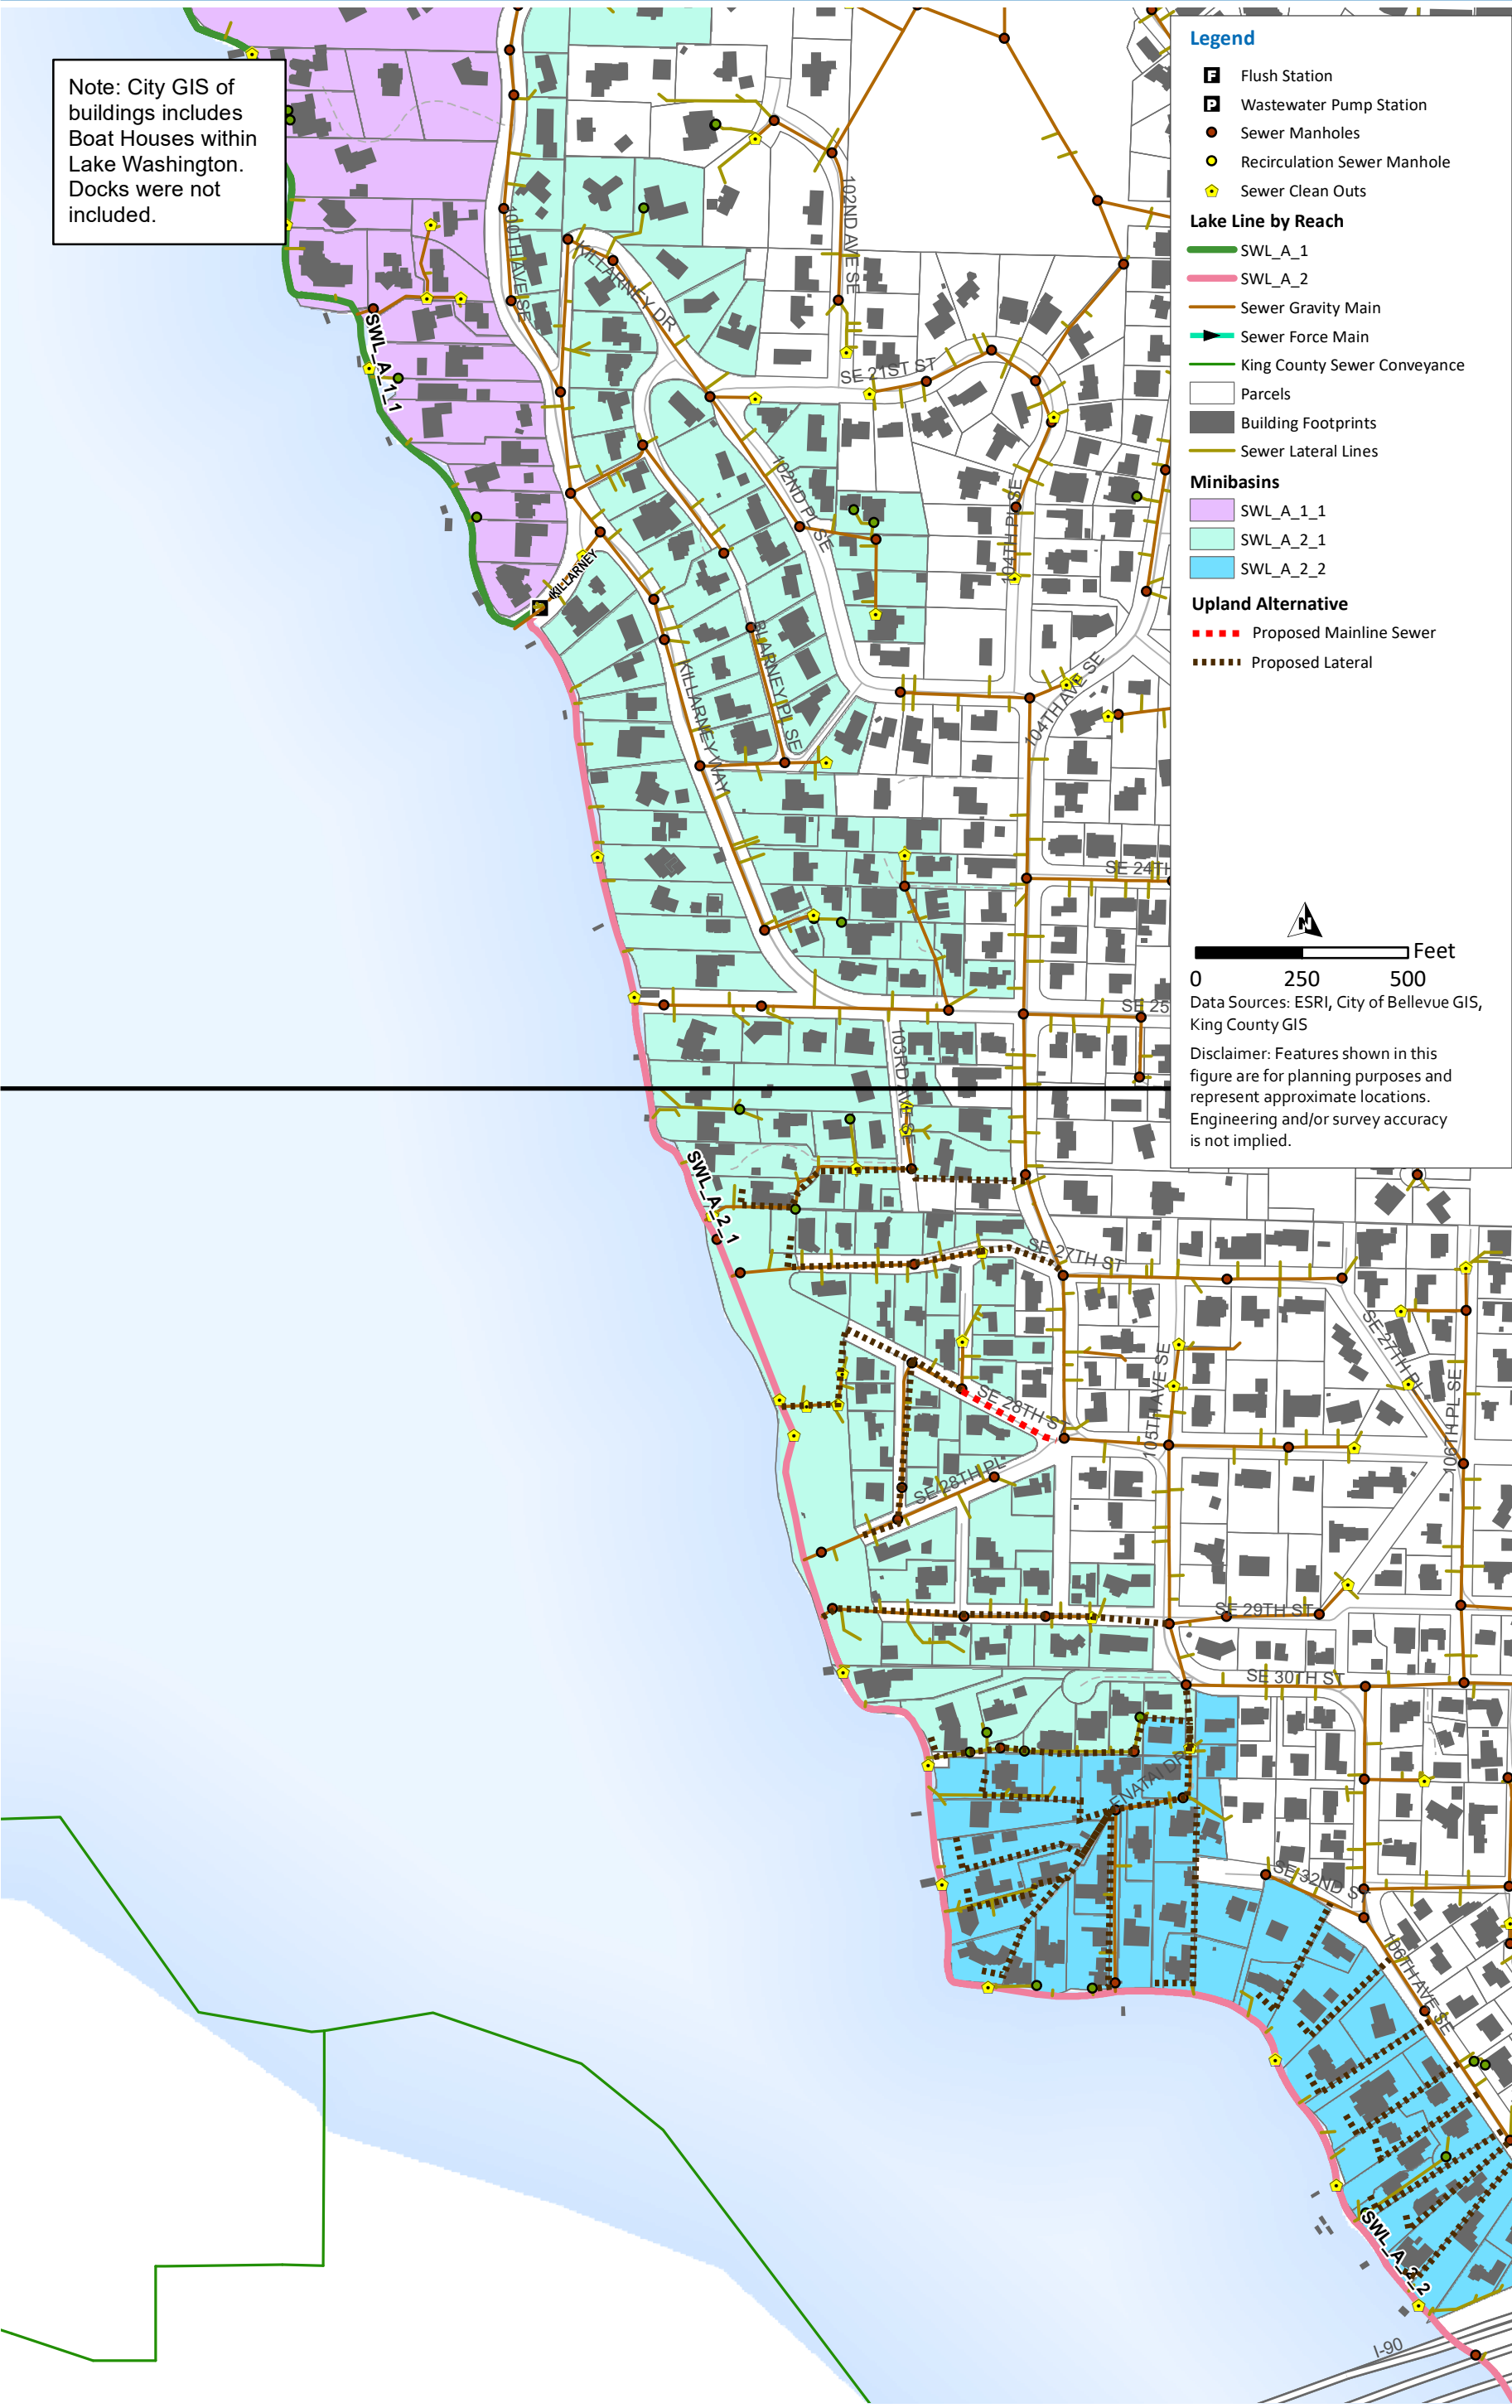 Note: City GIS of
buildings includes
Boat Houses within
Lake Washington.
Docks were not
included.
Legend
F
Flush Station
P
Wastewater Pump Station
Sewer Manholes
Recirculation Sewer Manhole
Sewer Clean Outs
Lake Line by Reach
SWL_A_1
SWL_A_2
Sewer Gravity Main
Sewer Force Main
King County Sewer Conveyance
Parcels
Building Footprints
Sewer Lateral Lines
Minibasins
SWL_A_1_1
SWL_A_2_1
SWL_A_2_2
Upland Alternative
Proposed Mainline Sewer
Proposed Lateral
N
Feet
0 250 500
Data Sources: ESRI, City of Bellevue GIS,
King County GIS
Disclaimer: Features shown in this
figure are for planning purposes and
represent approximate locations.
Engineering and/or survey accuracy
is not implied.
100TH AVE SE
102ND AVE SE
KILLARNEY DR
SWL_A_1_1
SE 21ST ST
102ND PL SE
104TH PL SE
KILLARNEY
BLARNEY PL SE
KILLARNEY WAY
104TH AVE SE
SE 24TH
SE 25
103RD AVE SE
SWL_A_2_1
SE 27TH ST
SE 27TH PL
105TH AVE SE
106TH PL SE
SE 28TH ST
SE 28TH PL
SE 29TH ST
SE 30TH ST
ENATAI DR
SE 32ND ST
106TH AVE SE
SWL_A_2_2
I-90